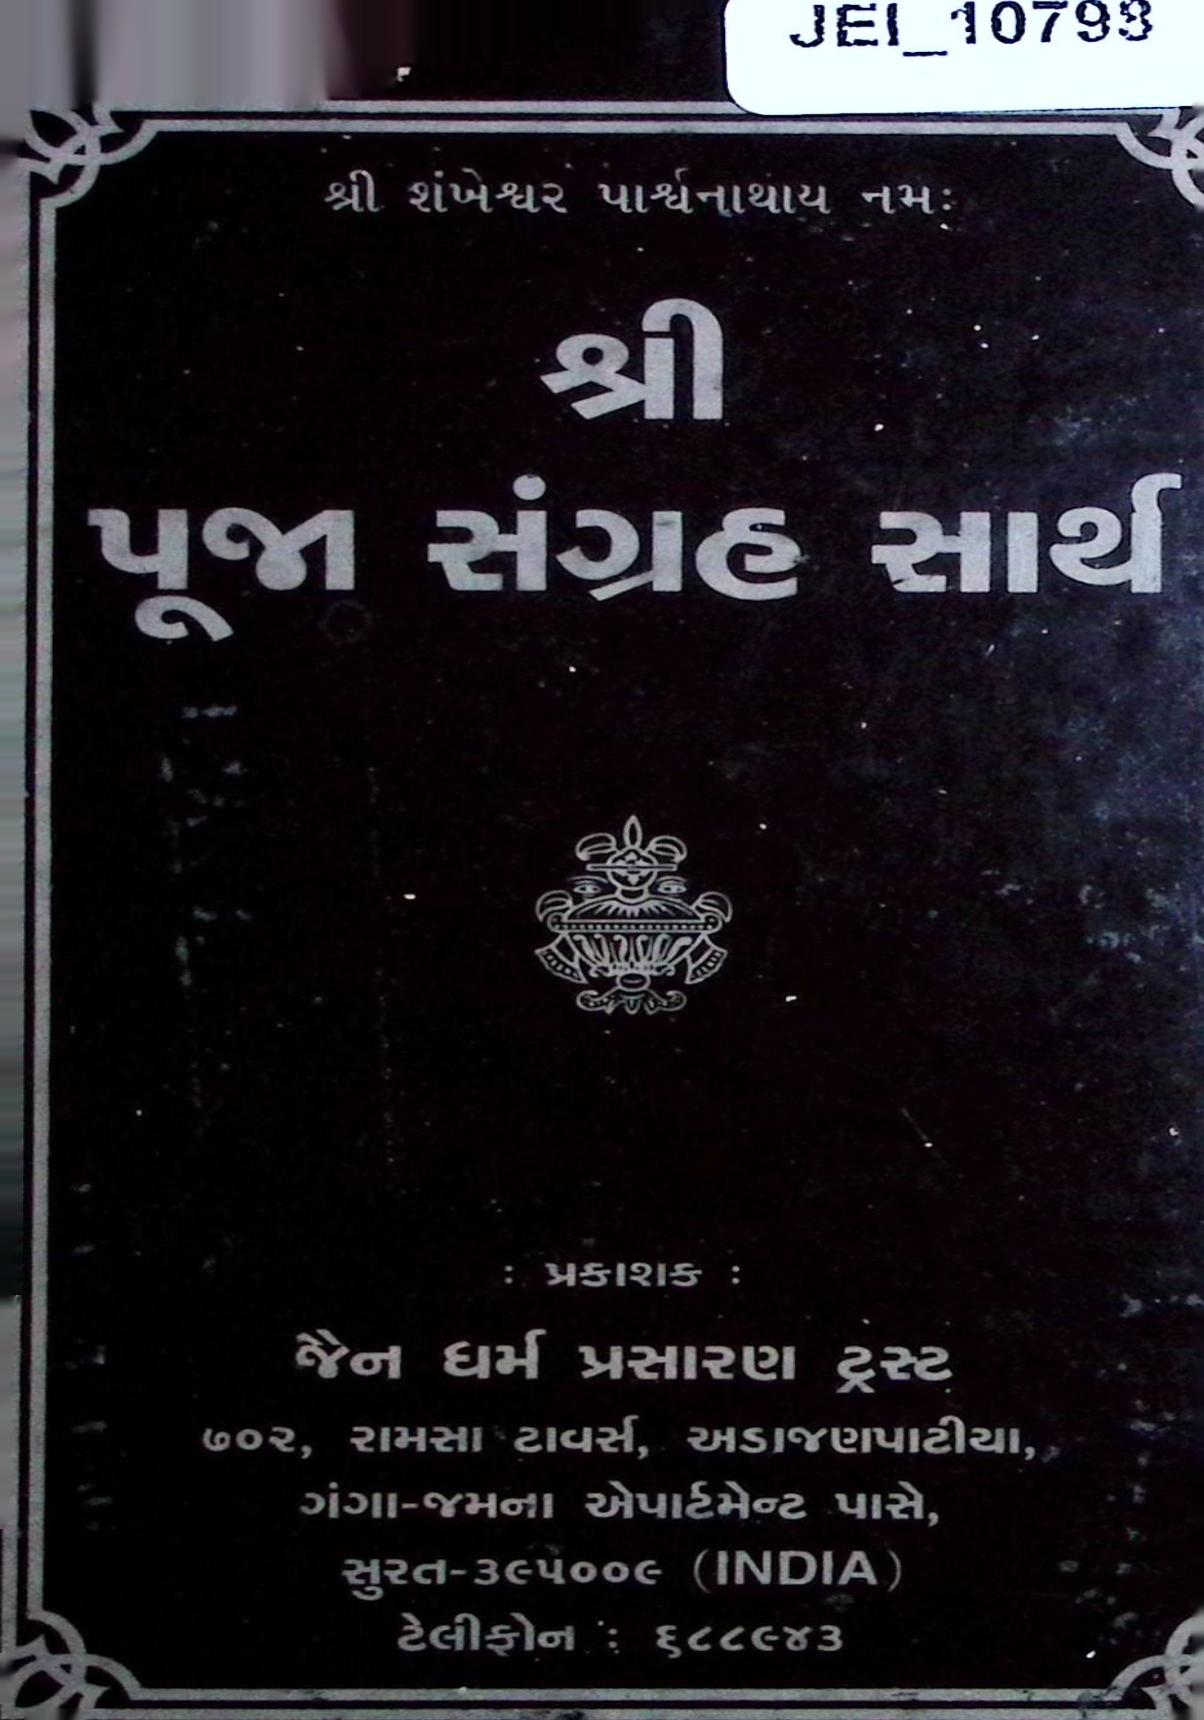 JEI_10793
શ્રી શંખેશ્વર પાર્શ્વનાથાય નમઃ
શ્રી
પૂજા સંગ્રહ સાર્થ
: પ્રકાશક :
જૈન ધર્મ પ્રસારણ ટ્રસ્ટ
૭૦૨, રામસા ટાવર્સ, અડાજણપાટીયા,
ગંગા-જમના એપાર્ટમેન્ટ પાસે,
સુરત-૩૯૫૦૦૯ (INDIA)
ટેલીફોન : ૬૮૮૯૪૩